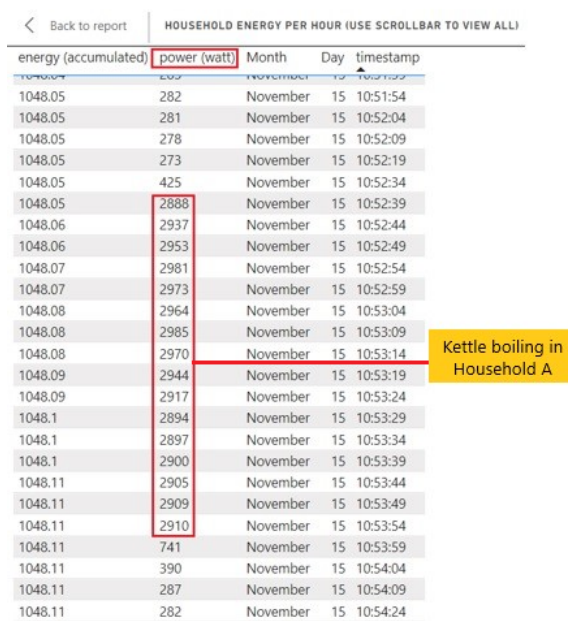 Back to report HOUSEHOLD ENERGY PER HOUR (USE SCROLLBAR TO VIEW ALL)
energy (accumulated) power (watt) Month Day timestamp
1048.05 282 November 15 10:51:54
1048.05 281 November 15 10:52:04
1048.05 278 November 15 10:52:09
1048.05 273 November 15 10:52:19
1048.05 425 November 15 10:52:34
1048.05 2888 November 15 10:52:39
1048.06 2937 November 15 10:52:44
1048.06 2953 November 15 10:52:49
1048.07 2981 November 15 10:52:54
1048.07 2973 November 15 10:52:59
1048.08 2964 November 15 10:53:04
1048.08 2985 November 15 10:53:09
1048.08 2970 November 15 10:53:14
1048.09 2944 November 15 10:53:19
1048.09 2917 November 15 10:53:24
1048.1 2894 November 15 10:53:29
1048.1 2897 November 15 10:53:34
1048.1 2900 November 15 10:53:39
1048.11 2905 November 15 10:53:44
1048.11 2909 November 15 10:53:49
1048.11 2910 November 15 10:53:54
1048.11 741 November 15 10:53:59
1048.11 390 November 15 10:54:04
1048.11 287 November 15 10:54:09
1048.11 282 November 15 10:54:24
Kettle boiling in
Household A